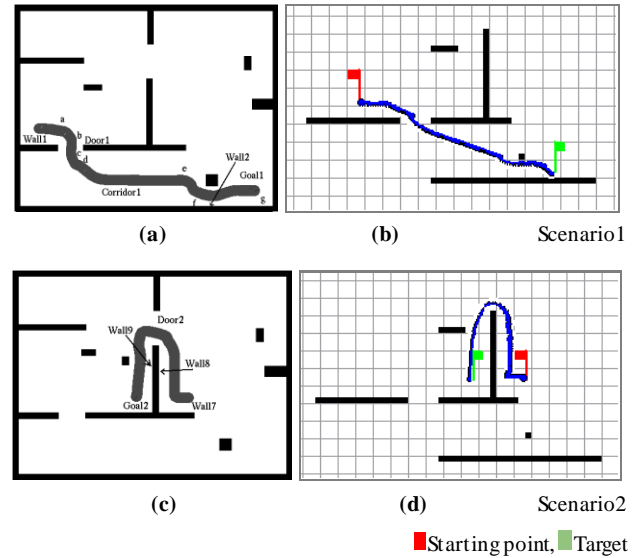 a
b
Wall1
Door1
c
d
Wall2
e
Corridor1
Goal1
f
g
(a)
(b)
Scenario1
Door2
Wall9
Wall8
Goal2
Wall7
(c)
(d)
Scenario2
Starting point, Target